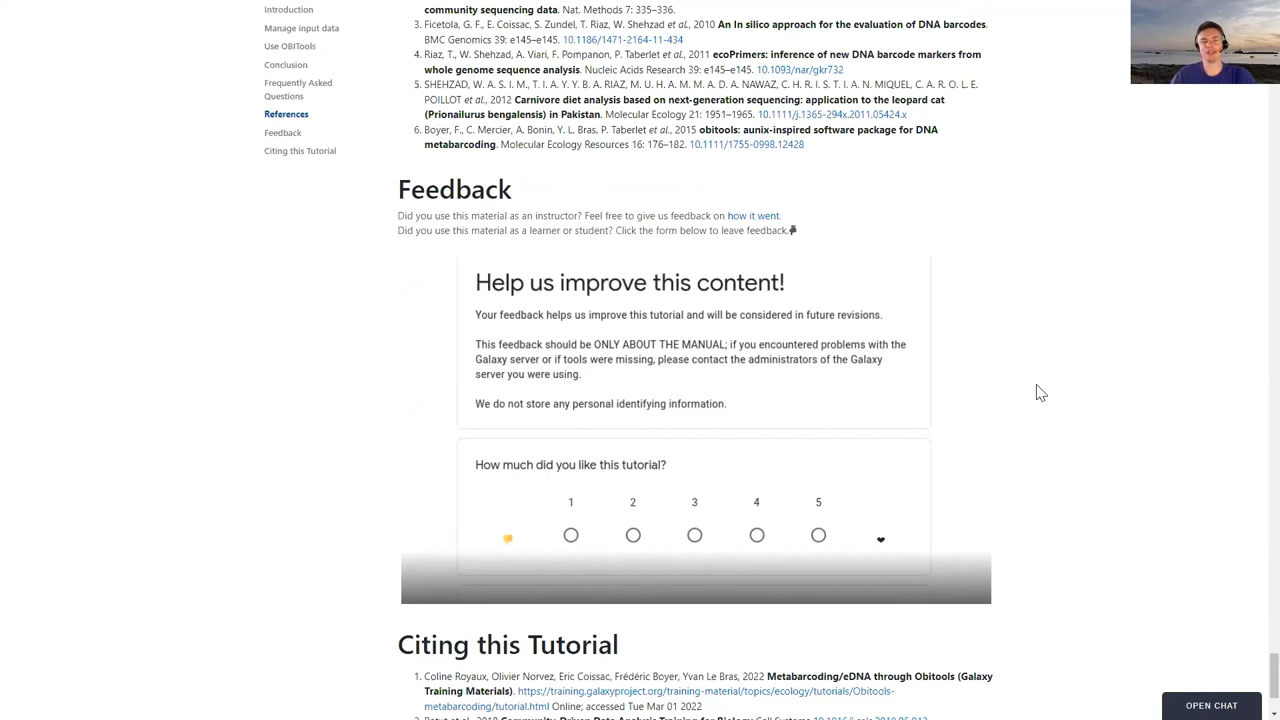 Introduction
Manage input data
Use OBITools
Conclusion
Frequently Asked
Questions
References
Feedback
Citing this Tutorial
community sequencing data. Nat. Methods 7: 335–336.
3. Ficetola, G. F., E. Coissac, S. Zundel, T. Riaz, W. Shehzad et al., 2010 An In silico approach for the evaluation of DNA barcodes.
BMC Genomics 39: e145–e145. 10.1186/1471-2164-11-434
4. Riaz, T., W. Shehzad, A. Viari, F. Pompanon, P. Taberlet et al., 2011 ecoPrimers: inference of new DNA barcode markers from
whole genome sequence analysis. Nucleic Acids Research 39: e145–e145. 10.1093/nar/gkr732
5. SHEHZAD, W. A. S. I. M., T. I. A. Y. Y. B. A. RIAZ, M. U. H. A. M. M. A. D. A. NAWAZ, C. H. R. I. S. T. I. A. N. MIQUEL, C. A. R. O. L. E.
POILLOT et al., 2012 Carnivore diet analysis based on next-generation sequencing: application to the leopard cat
(Prionailurus bengalensis) in Pakistan. Molecular Ecology 21: 1951–1965. 10.1111/j.1365-294x.2011.05424.x
6. Boyer, F., C. Mercier, A. Bonin, Y. L. Bras, P. Taberlet et al., 2015 obitools: aunix-inspired software package for DNA
metabarcoding. Molecular Ecology Resources 16: 176–182. 10.1111/1755-0998.12428
Feedback
Did you use this material as an instructor? Feel free to give us feedback on how it went.
Did you use this material as a learner or student? Click the form below to leave feedback.
Help us improve this content!
Your feedback helps us improve this tutorial and will be considered in future revisions.
This feedback should be ONLY ABOUT THE MANUAL; if you encountered problems with the
Galaxy server or if tools were missing, please contact the administrators of the Galaxy
server you were using.
We do not store any personal identifying information.
How much did you like this tutorial?
1 2 3 4 5
Citing this Tutorial
1. Coline Royaux, Olivier Norvez, Eric Coissac, Frédéric Boyer, Yvan Le Bras, 2022 Metabarcoding/eDNA through Obitools (Galaxy
Training Materials). https://training.galaxyproject.org/training-material/topics/ecology/tutorials/Obitools-
metabarcoding/tutorial.html Online; accessed Tue Mar 01 2022
OPEN CHAT